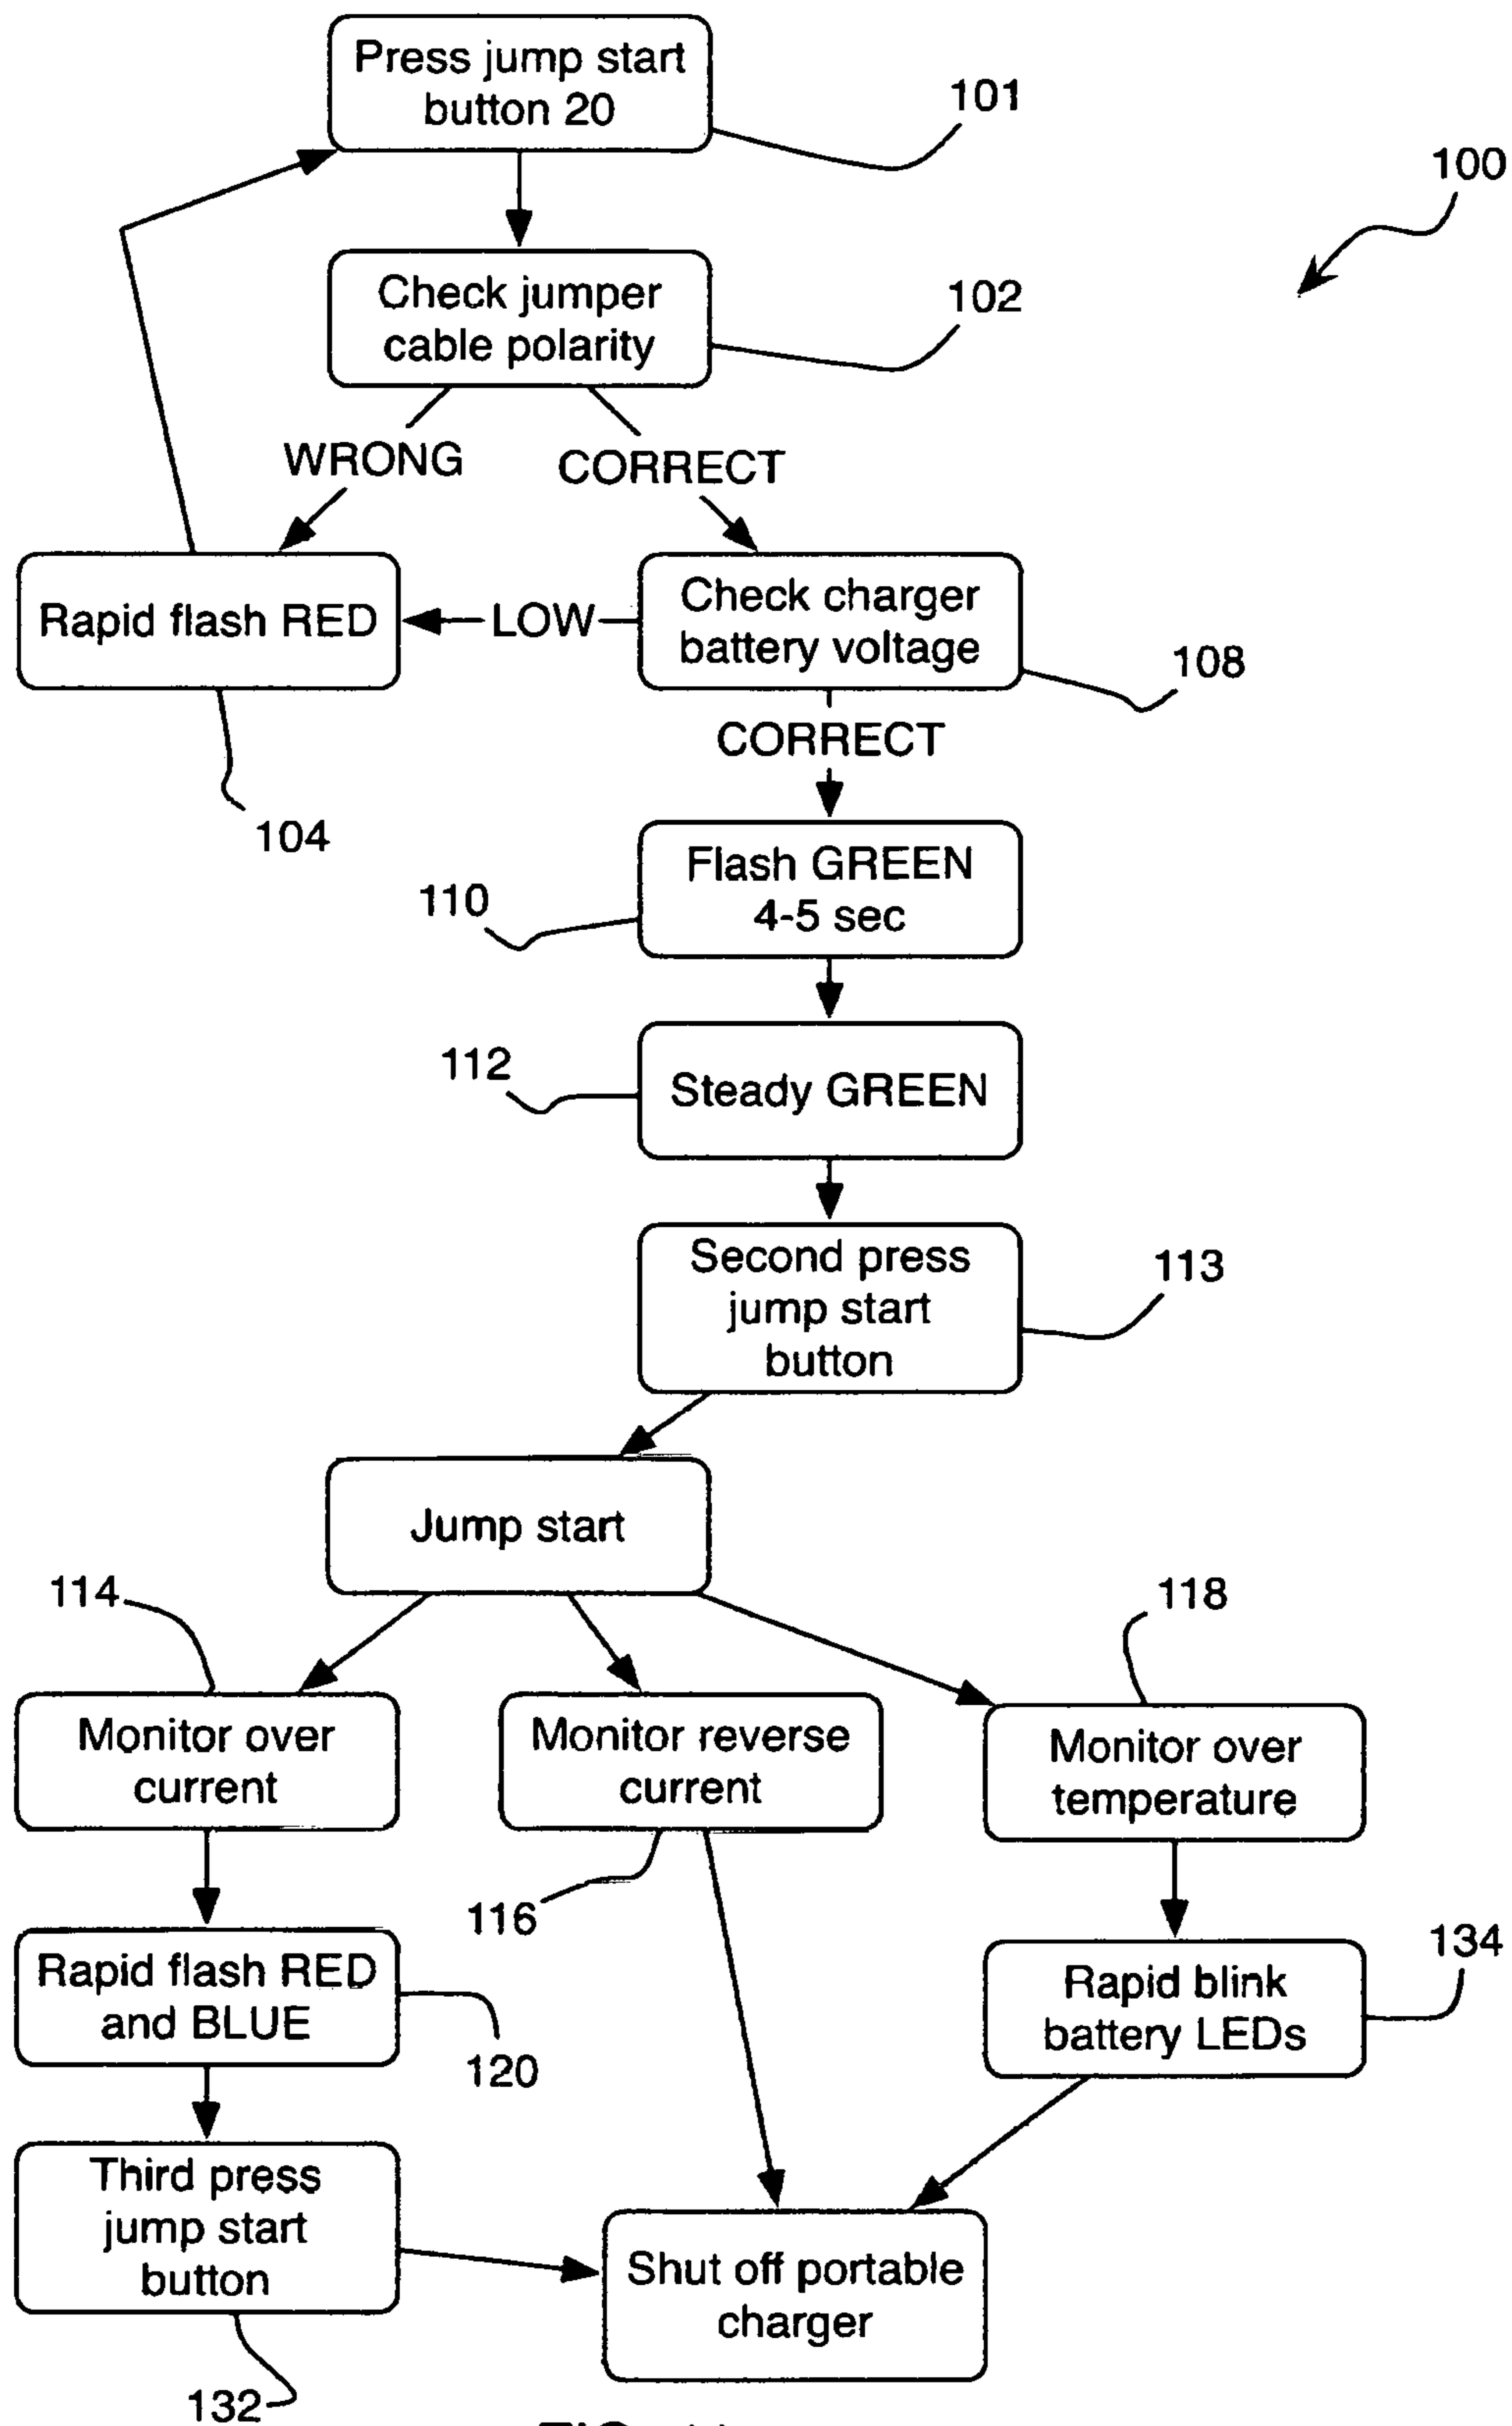 Press jump start
button 20
101
100
Check jumper
cable polarity
102
WRONG
CORRECT
Rapid flash RED
LOW
Check charger
battery voltage
108
104
CORRECT
Flash GREEN
4-5 sec
110
112
Steady GREEN
Second press
jump start
button
113
Jump start
114
118
Monitor over
current
Monitor reverse
current
Monitor over
temperature
116
Rapid flash RED
and BLUE
120
Rapid blink
battery LEDs
134
Third press
jump start
button
Shut off portable
charger
132